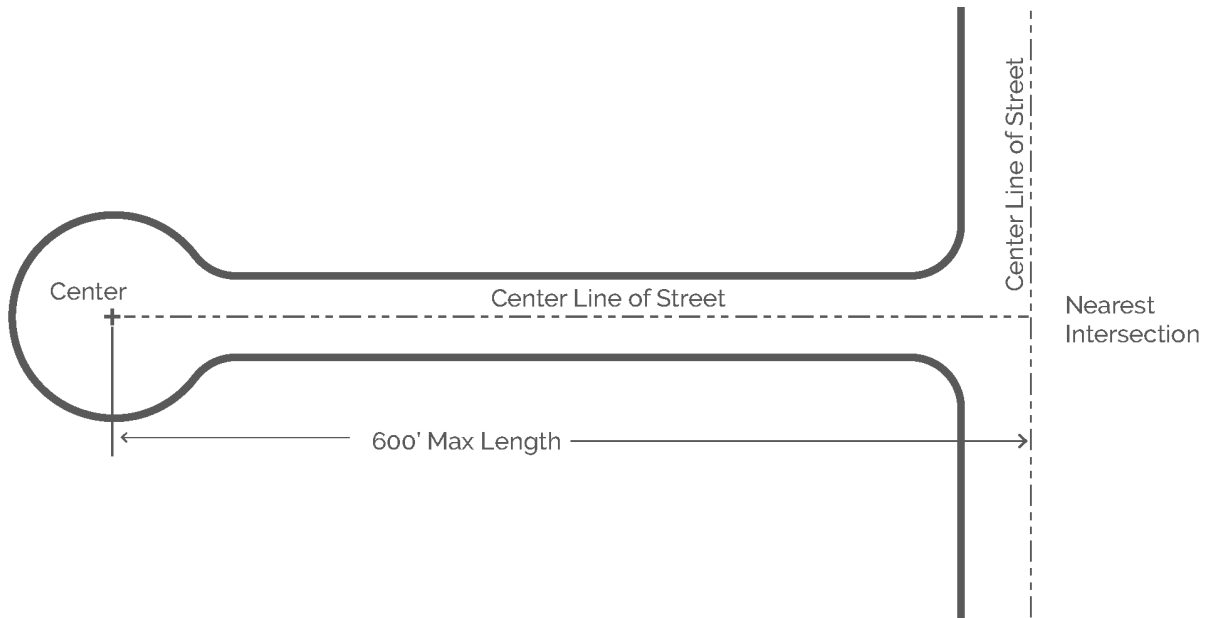 Center Line of Street
Center
Center Line of Street
Nearest
Intersection
600' Max Length